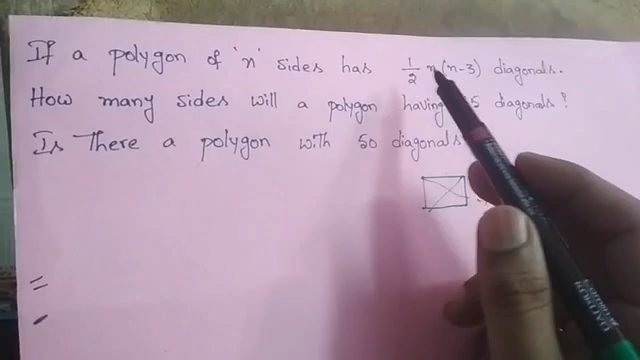 If a polygon of 'n' sides has 1/2 n(n-3) diagonals.
How many sides will a polygon having 5 diagonals?
Is There a polygon with 50 diagonals